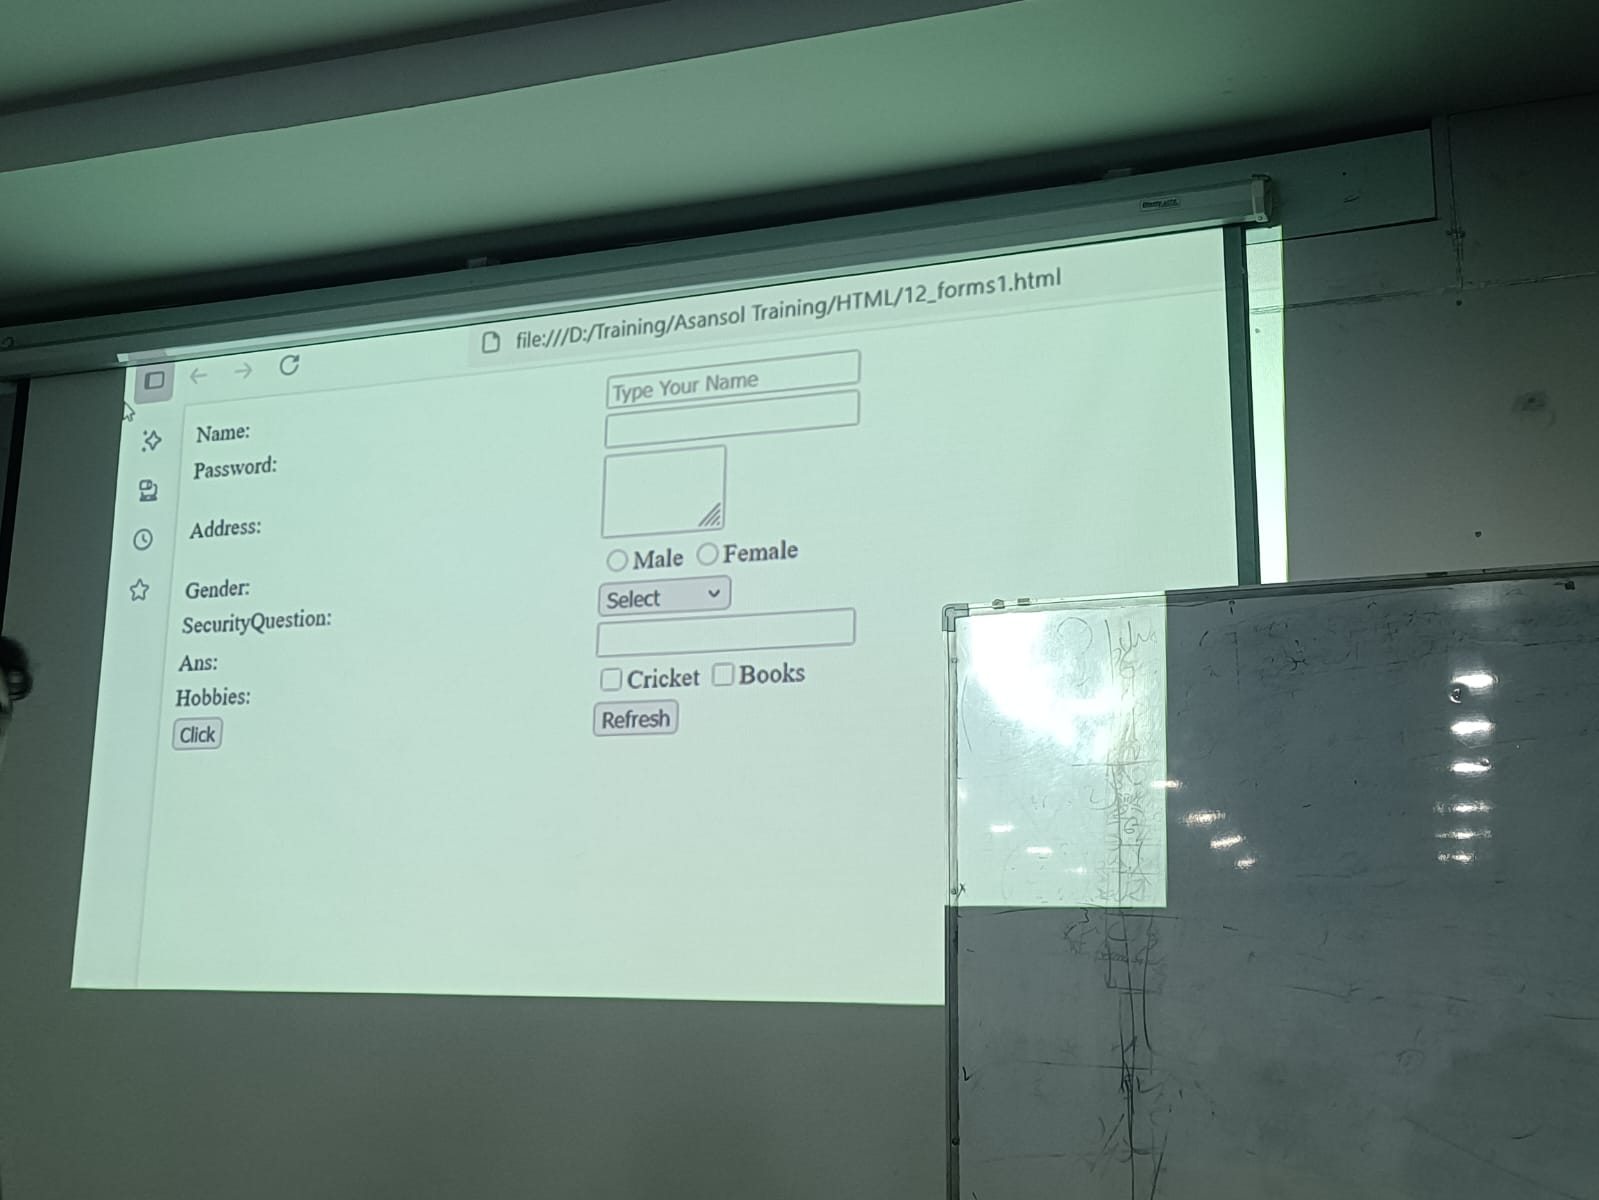 file:///D:/Training/Asansol Training/HTML/12_forms1.html
Name: Type Your Name
Password:
Address:
Gender: Male Female
SecurityQuestion: Select
Ans:
Hobbies: Cricket Books
Click Refresh